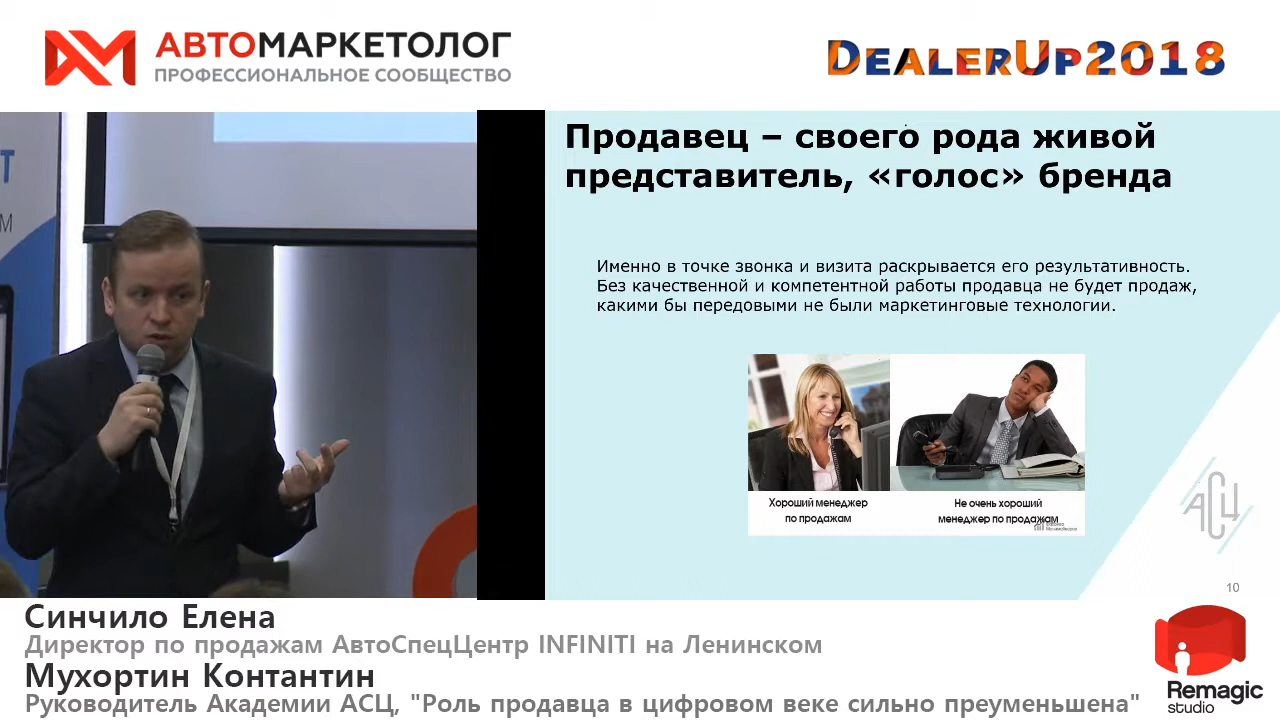 АВТОМАРКЕТОЛОГ
ПРОФЕССИОНАЛЬНОЕ СООБЩЕСТВО
DEALERUP2018
Т
М
Продавец – своего рода живой
представитель, «голос» бренда
Именно в точке звонка и визита раскрывается его результативность.
Без качественной и компетентной работы продавца не будет продаж,
какими бы передовыми не были маркетинговые технологии.
Хороший менеджер
по продажам
Не очень хороший
менеджер по продажам
АСЦ
10
Синчило Елена
Директор по продажам АвтоСпецЦентр INFINITI на Ленинском
Мухортин Контантин
Руководитель Академии АСЦ, "Роль продавца в цифровом веке сильно преуменьшена"
Remagic
studio